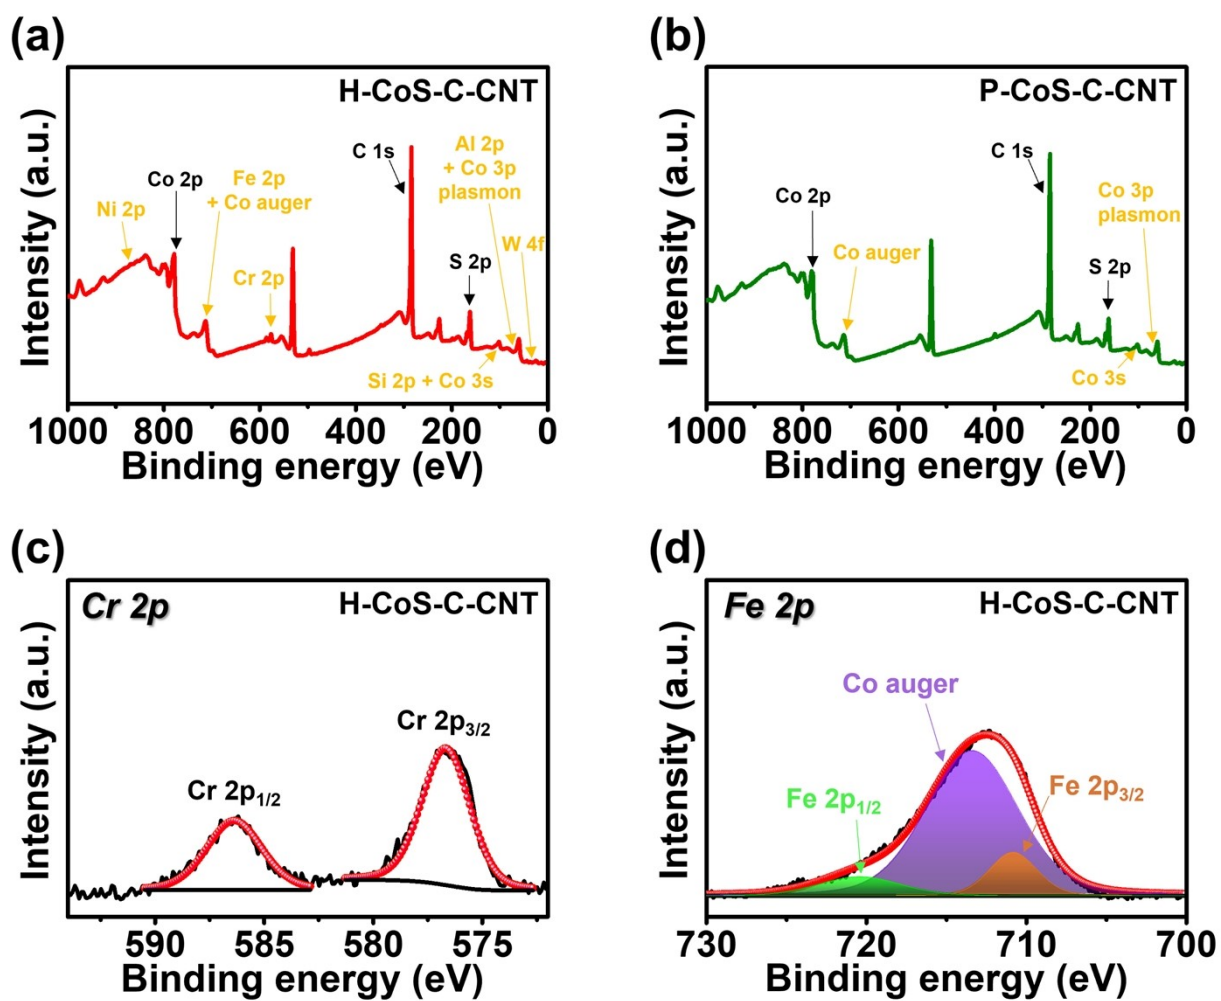 (a)
H-CoS-C-CNT
Intensity (a.u.)
Ni 2p
Co 2p
Fe 2p
+ Co auger
Cr 2p
C 1s
Al 2p
+ Co 3p
plasmon
W 4f
S 2p
Si 2p + Co 3s
1000 800 600 400 200 0
Binding energy (eV)
(b)
P-CoS-C-CNT
Intensity (a.u.)
Co 2p
Co auger
C 1s
Co 3p
plasmon
S 2p
Co 3s
1000 800 600 400 200 0
Binding energy (eV)
(c)
Cr 2p
H-CoS-C-CNT
Intensity (a.u.)
Cr 2p1/2
Cr 2p3/2
590 585 580 575
Binding energy (eV)
(d)
Fe 2p
H-CoS-C-CNT
Intensity (a.u.)
Co auger
Fe 2p1/2
Fe 2p3/2
730 720 710 700
Binding energy (eV)